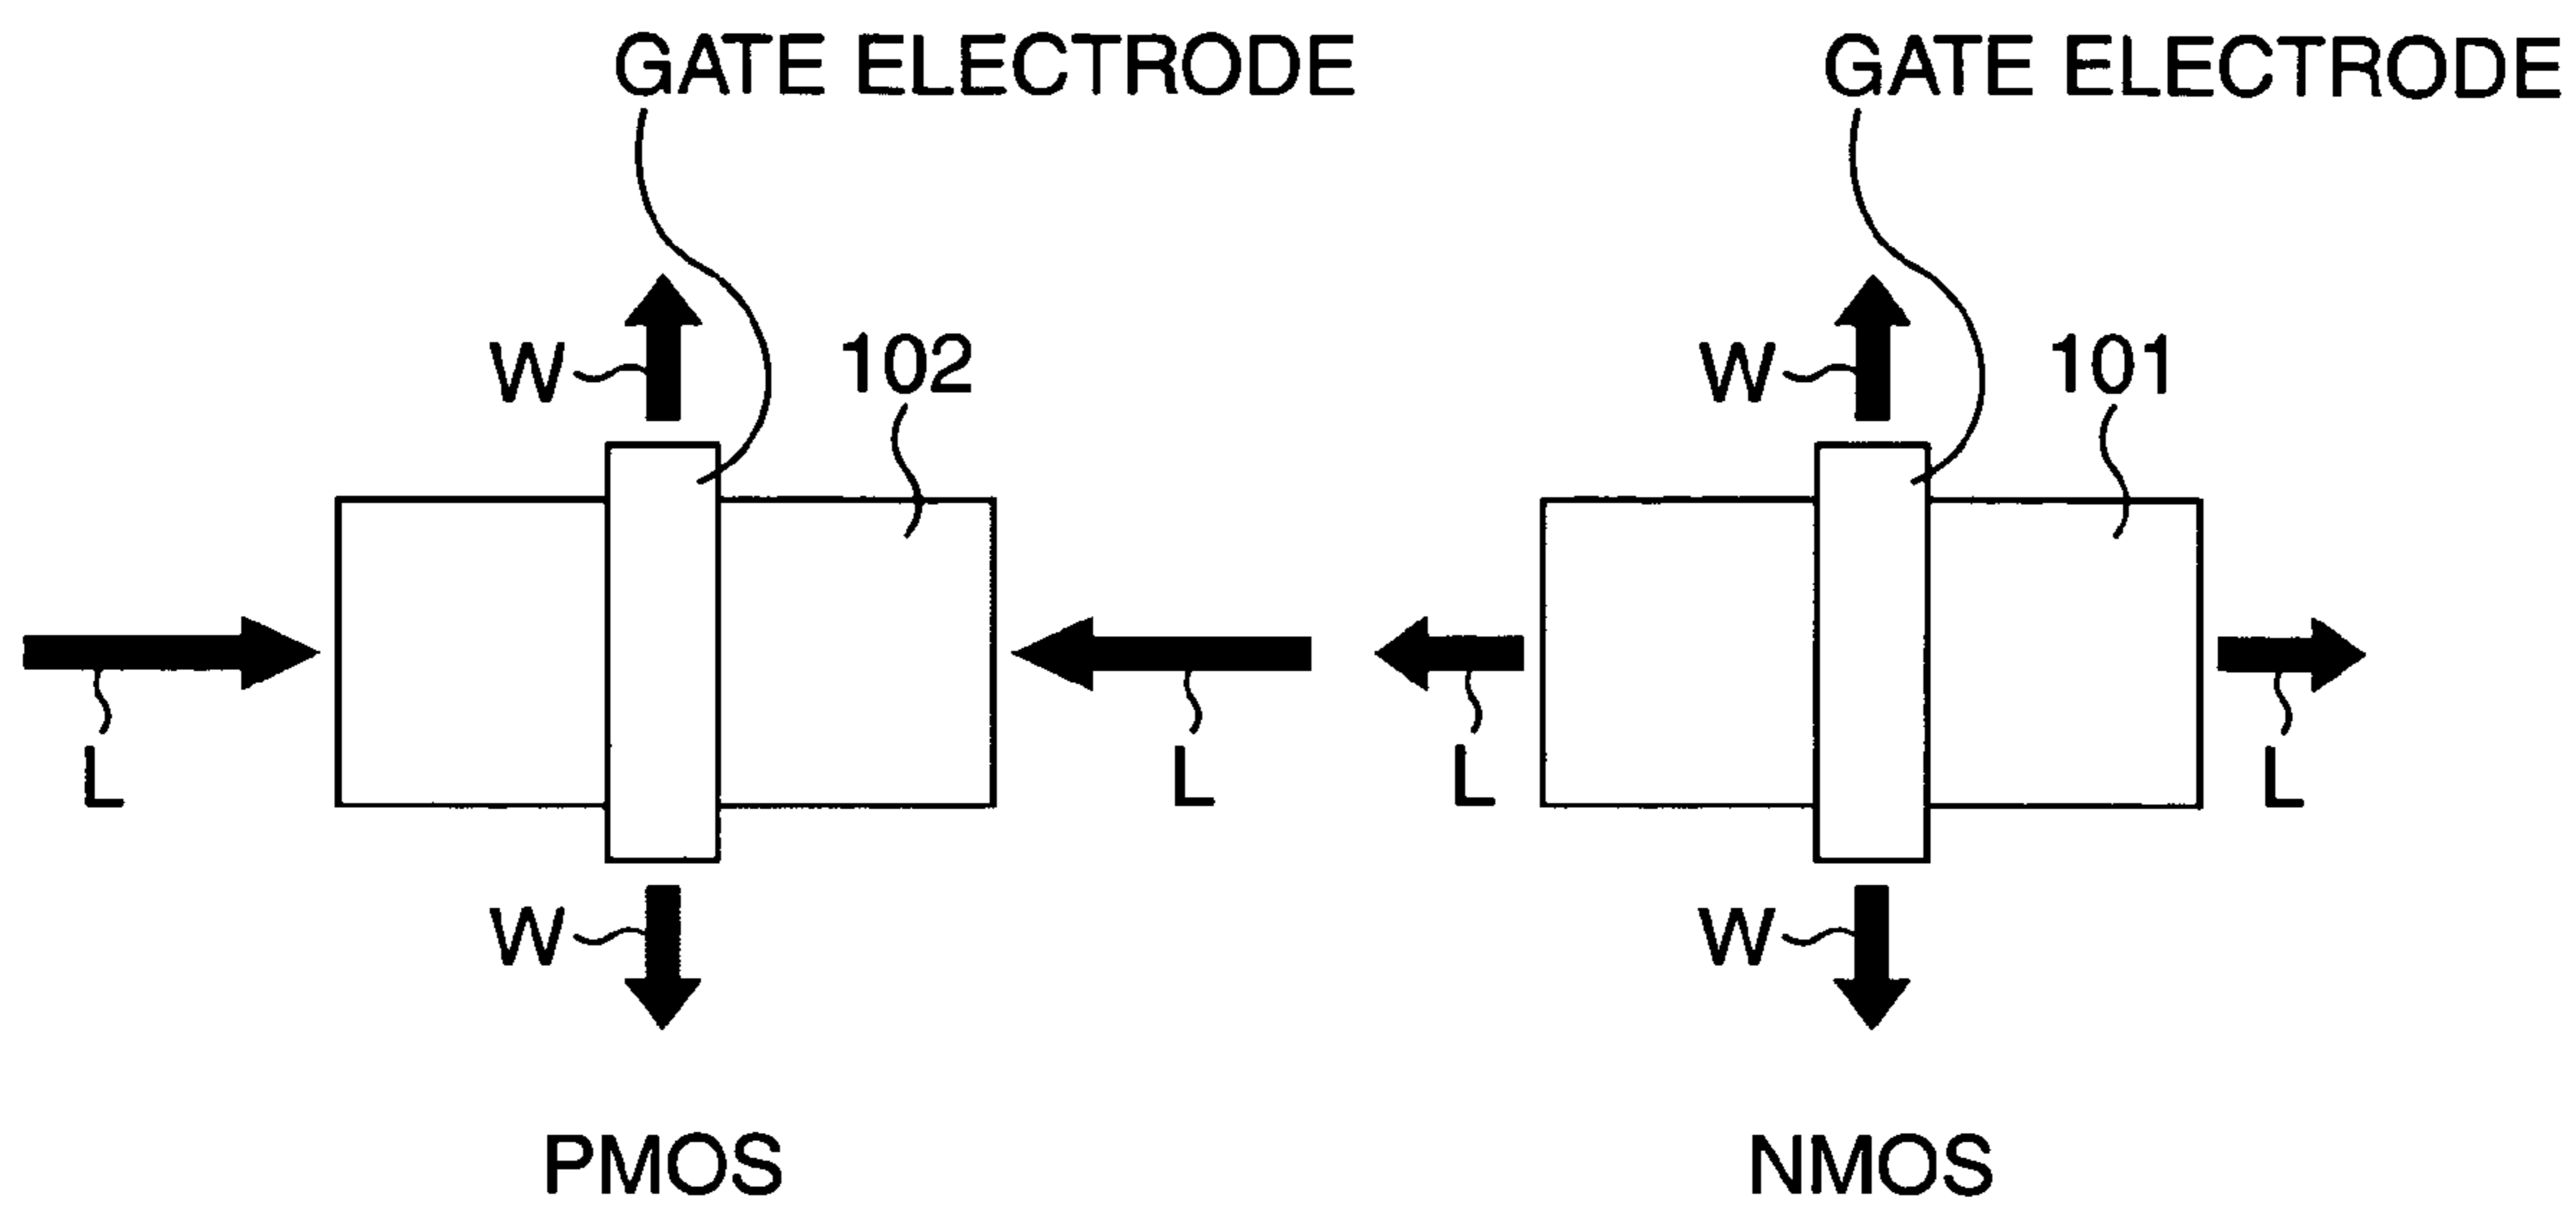 GATE ELECTRODE GATE ELECTRODE
W 102 W 101
L L L L
W W
PMOS NMOS